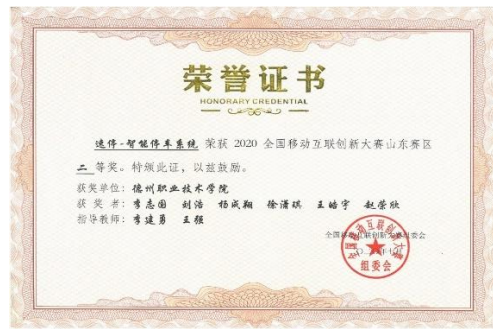 荣誉证书
HONORARY CREDENTIAL
速停-智能停车系统 荣获 2020 全国移动互联创新大赛山东赛区
二 等奖。特颁此证，以兹鼓励。
获奖单位：德州职业技术学院
获 奖 者：李志国 刘浩 杨成翔 徐潇琪 王皓宇 赵荣欣
指导教师：李建勇 王强
全国移动互联创新大赛组委会
组委会